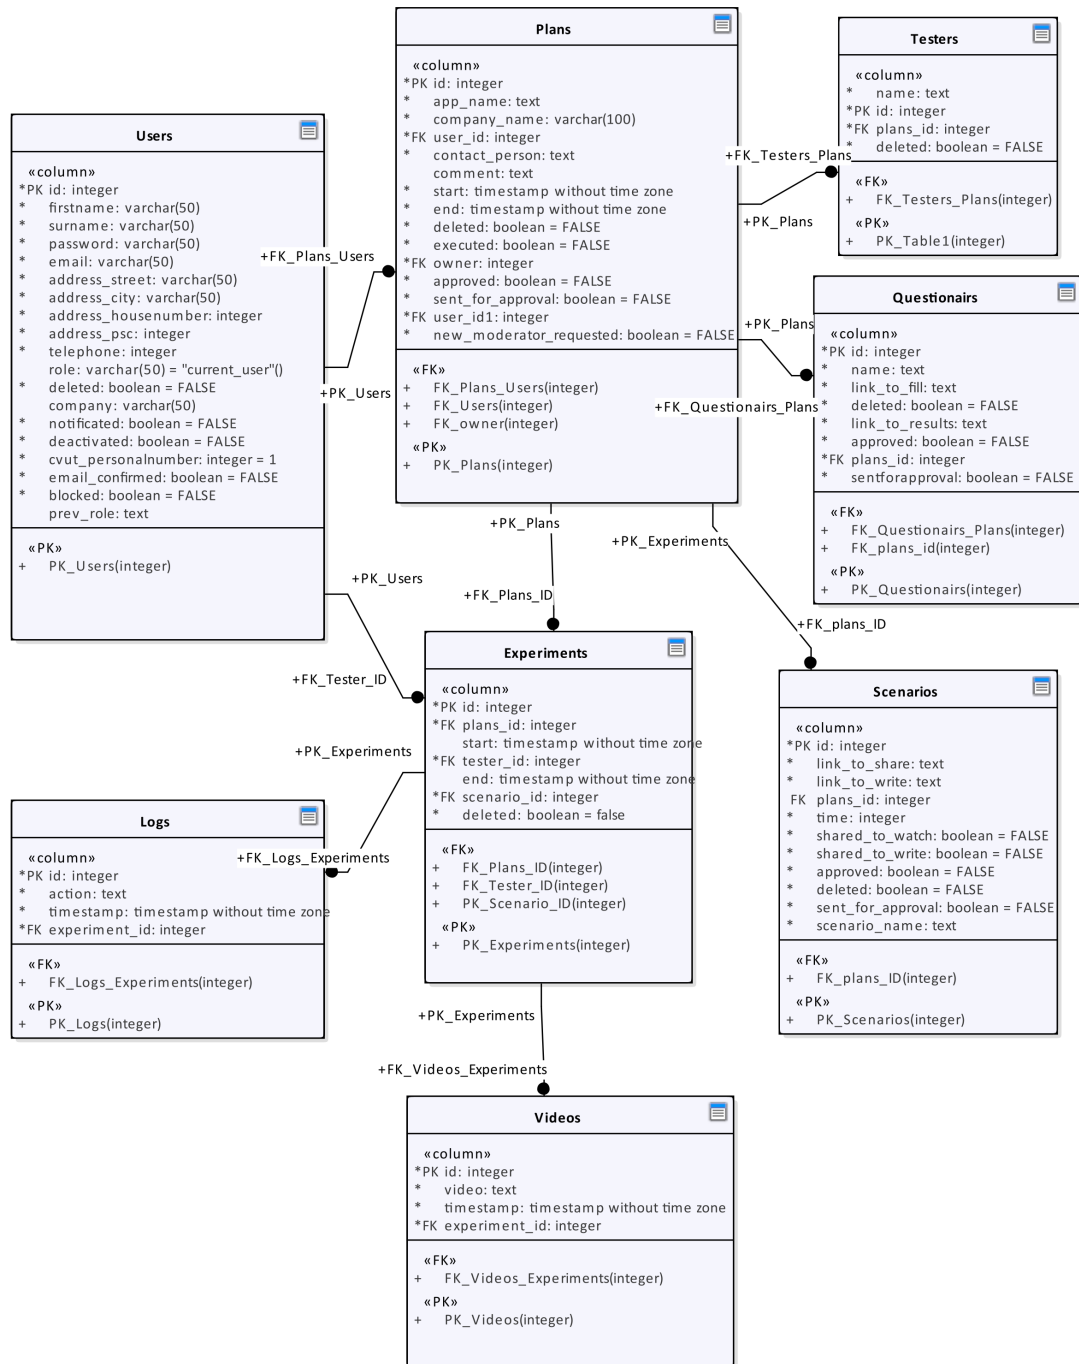 Plans
«column»
*PK id: integer
* app_name: text
* company_name: varchar(100)
*FK user_id: integer
* contact_person: text
comment: text
* start: timestamp without time zone
* end: timestamp without time zone
* deleted: boolean = FALSE
* executed: boolean = FALSE
*FK owner: integer
* approved: boolean = FALSE
* sent_for_approval: boolean = FALSE
*FK user_id1: integer
* new_moderator_requested: boolean = FALSE
«FK»
+ FK_Plans_Users(integer)
+ FK_Users(integer)
+ FK_owner(integer)
«PK»
+ PK_Plans(integer)
Testers
«column»
* name: text
*PK id: integer
*FK plans_id: integer
* deleted: boolean = FALSE
«FK»
+ FK_Testers_Plans(integer)
«PK»
+ PK_Table1(integer)
+FK_Testers_Plans
+PK_Plans
Users
«column»
*PK id: integer
* firstname: varchar(50)
* surname: varchar(50)
* password: varchar(50)
* email: varchar(50)
* address_street: varchar(50)
* address_city: varchar(50)
* address_housenumber: integer
* address_psc: integer
* telephone: integer
role: varchar(50) = "current_user"()
* deleted: boolean = FALSE
company: varchar(50)
* notificated: boolean = FALSE
* deactivated: boolean = FALSE
* cvut_personalnumber: integer = 1
* email_confirmed: boolean = FALSE
* blocked: boolean = FALSE
prev_role: text
«PK»
+ PK_Users(integer)
+FK_Plans_Users
+PK_Users
Questionairs
«column»
*PK id: integer
* name: text
* link_to_fill: text
* deleted: boolean = FALSE
* link_to_results: text
* approved: boolean = FALSE
*FK plans_id: integer
* sentforapproval: boolean = FALSE
«FK»
+ FK_Questionairs_Plans(integer)
+ FK_plans_id(integer)
«PK»
+ PK_Questionairs(integer)
+PK_Plans
+FK_Questionairs_Plans
+PK_Plans
+FK_Plans_ID
+PK_Experiments
+FK_plans_ID
+PK_Users
+FK_Tester_ID
Experiments
«column»
*PK id: integer
*FK plans_id: integer
start: timestamp without time zone
*FK tester_id: integer
end: timestamp without time zone
*FK scenario_id: integer
* deleted: boolean = false
«FK»
+ FK_Plans_ID(integer)
+ FK_Tester_ID(integer)
+ PK_Scenario_ID(integer)
«PK»
+ PK_Experiments(integer)
Scenarios
«column»
*PK id: integer
* link_to_share: text
* link_to_write: text
FK plans_id: integer
* time: integer
* shared_to_watch: boolean = FALSE
* shared_to_write: boolean = FALSE
* approved: boolean = FALSE
* deleted: boolean = FALSE
* sent_for_approval: boolean = FALSE
* scenario_name: text
«FK»
+ FK_plans_ID(integer)
«PK»
+ PK_Scenarios(integer)
+PK_Experiments
+FK_Logs_Experiments
Logs
«column»
*PK id: integer
* action: text
* timestamp: timestamp without time zone
*FK experiment_id: integer
«FK»
+ FK_Logs_Experiments(integer)
«PK»
+ PK_Logs(integer)
+PK_Experiments
+FK_Videos_Experiments
Videos
«column»
*PK id: integer
* video: text
* timestamp: timestamp without time zone
*FK experiment_id: integer
«FK»
+ FK_Videos_Experiments(integer)
«PK»
+ PK_Videos(integer)